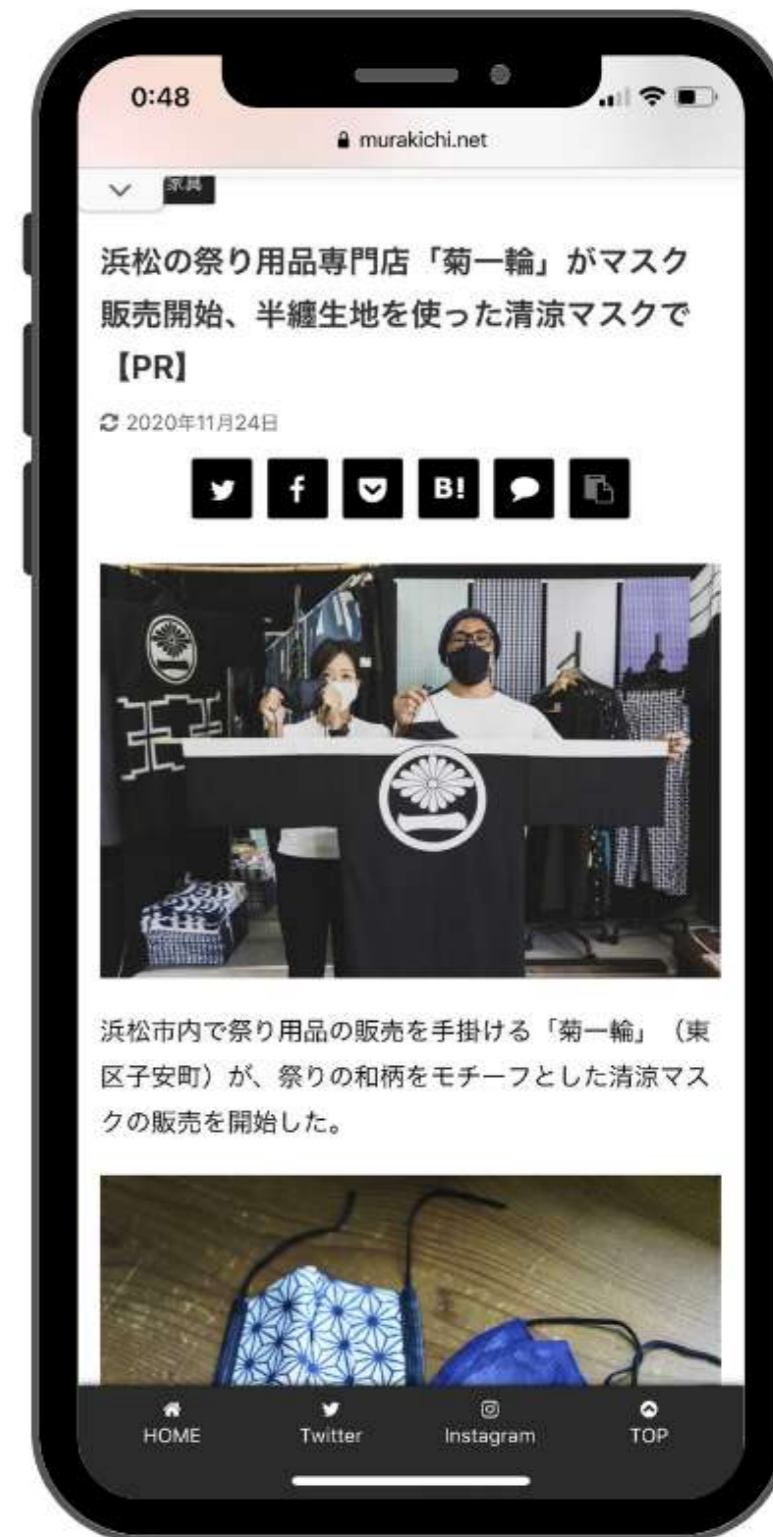 0:48
murakichi.net
家具
浜松の祭り用品専門店「菊一輪」がマスク
販売開始、半纏生地を使った清涼マスクで
【PR】
2020年11月24日
B!
浜松市内で祭り用品の販売を手掛ける「菊一輪」（東
区子安町）が、祭りの和柄をモチーフとした清涼マス
クの販売を開始した。
HOME
Twitter
Instagram
TOP